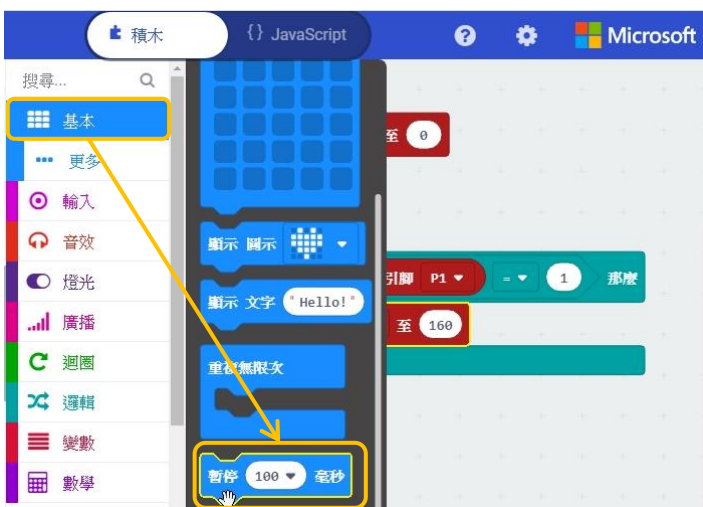 積木
{} JavaScript
Microsoft
搜尋...
基本
更多
輸入
音效
燈光
廣播
迴圈
邏輯
變數
數學
顯示 圖示
顯示 文字 "Hello!"
重複無限次
暫停 100 毫秒
至 0
引腳 P1 = 1 那麼
至 160